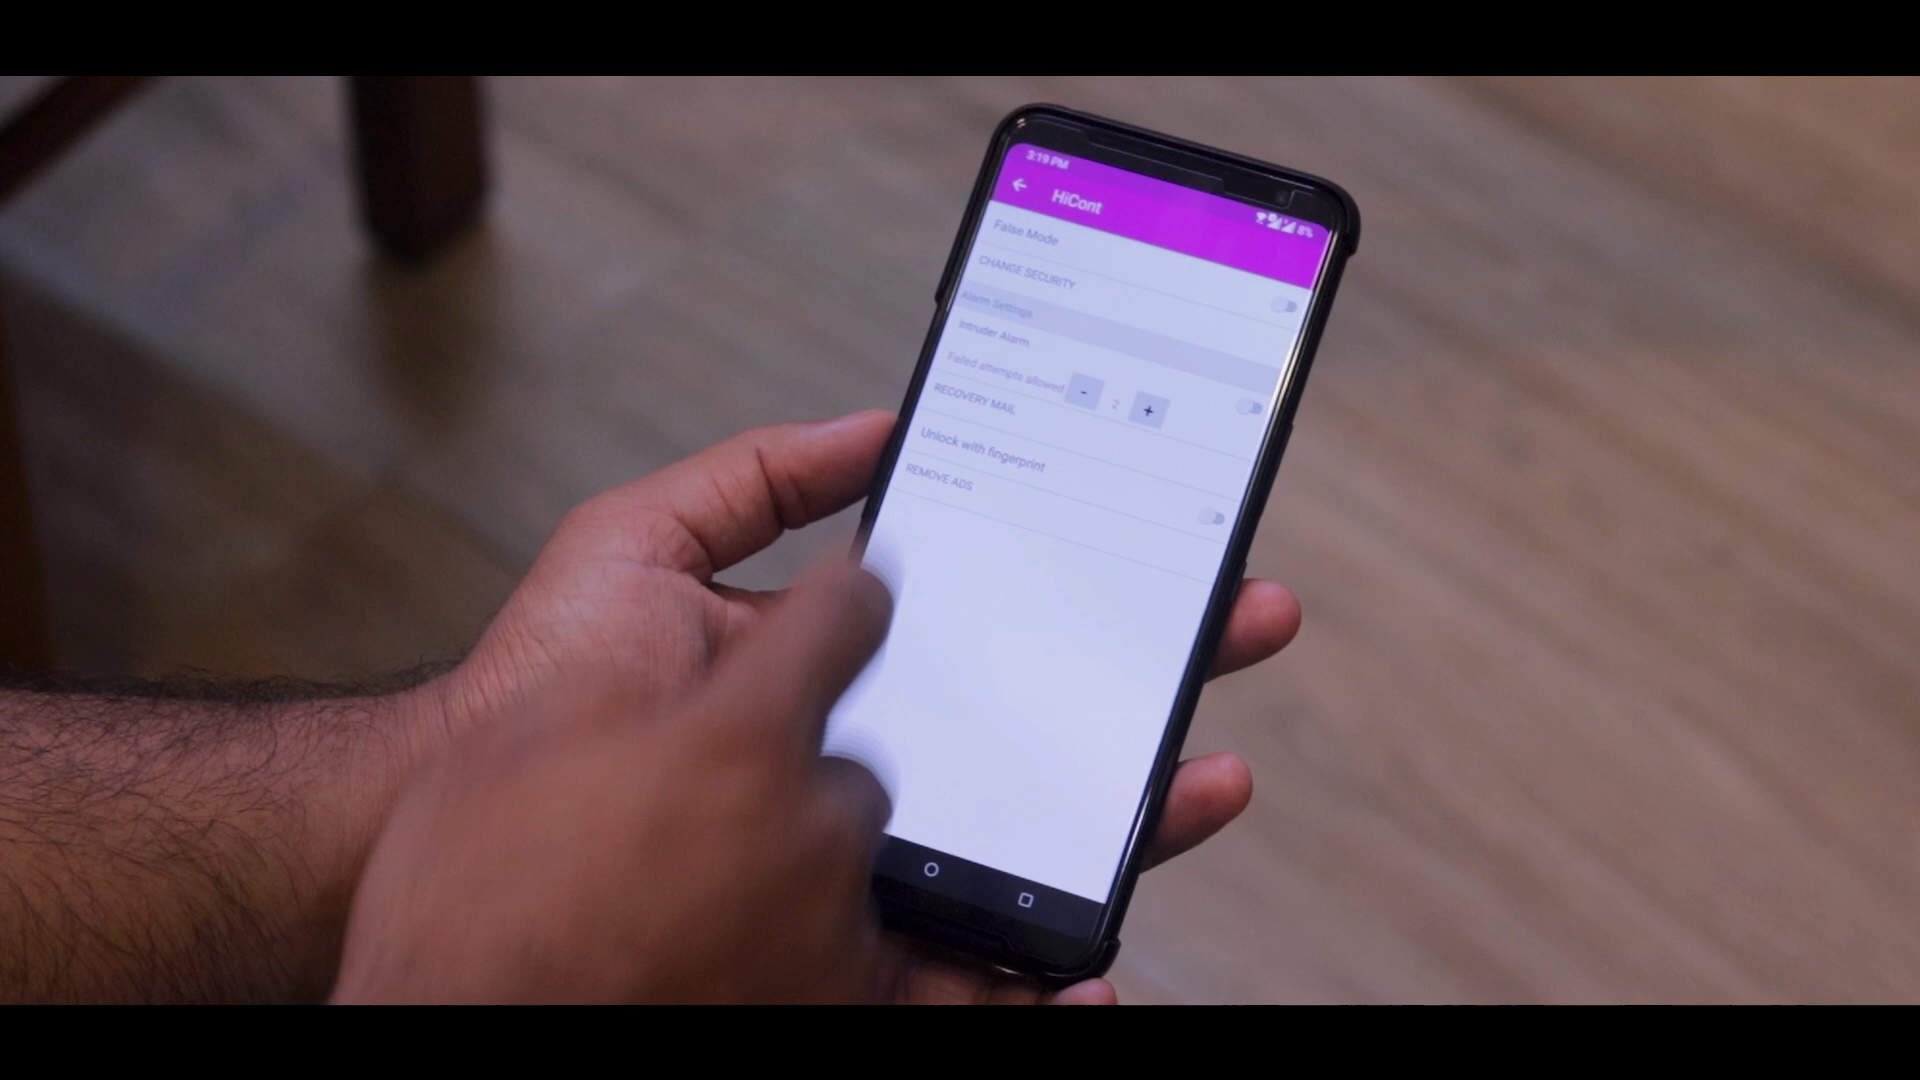 3:19 PM
8%
HiCont
False Mode
CHANGE SECURITY
Alarm Settings
Intruder Alarm
Failed attempts allowed - 2 +
RECOVERY MAIL
Unlock with fingerprint
REMOVE ADS